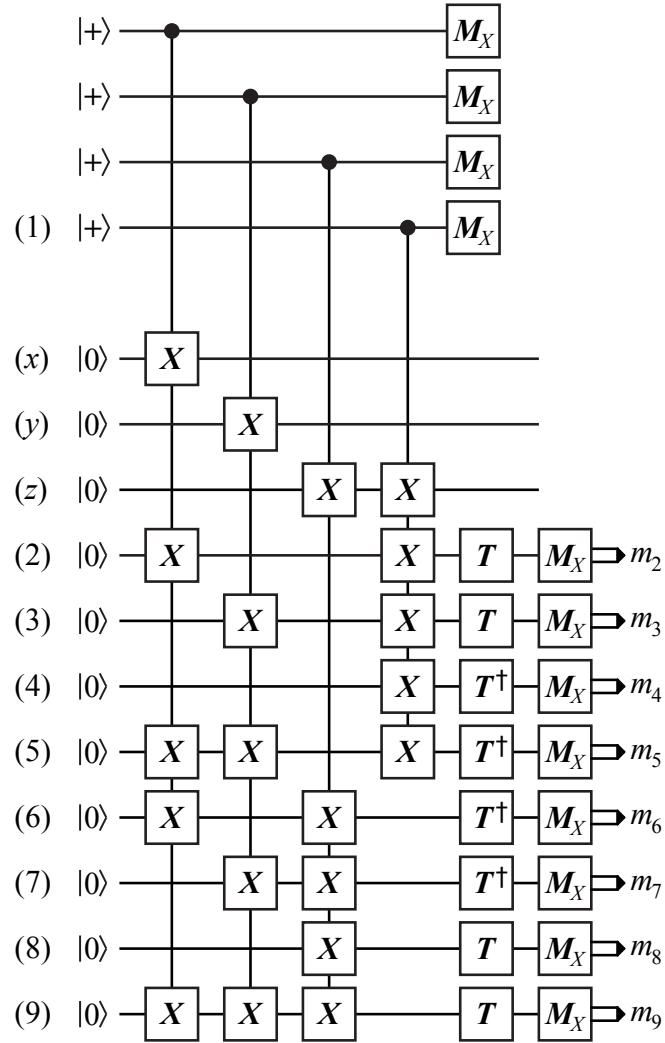 |+⟩ M_X
|+⟩ M_X
|+⟩ M_X
(1) |+⟩ M_X
(x) |0⟩ X
(y) |0⟩ X
(z) |0⟩ X X
(2) |0⟩ X X T M_X m_2
(3) |0⟩ X X T M_X m_3
(4) |0⟩ X T† M_X m_4
(5) |0⟩ X X X T† M_X m_5
(6) |0⟩ X X T† M_X m_6
(7) |0⟩ X X T† M_X m_7
(8) |0⟩ X T M_X m_8
(9) |0⟩ X X X T M_X m_9